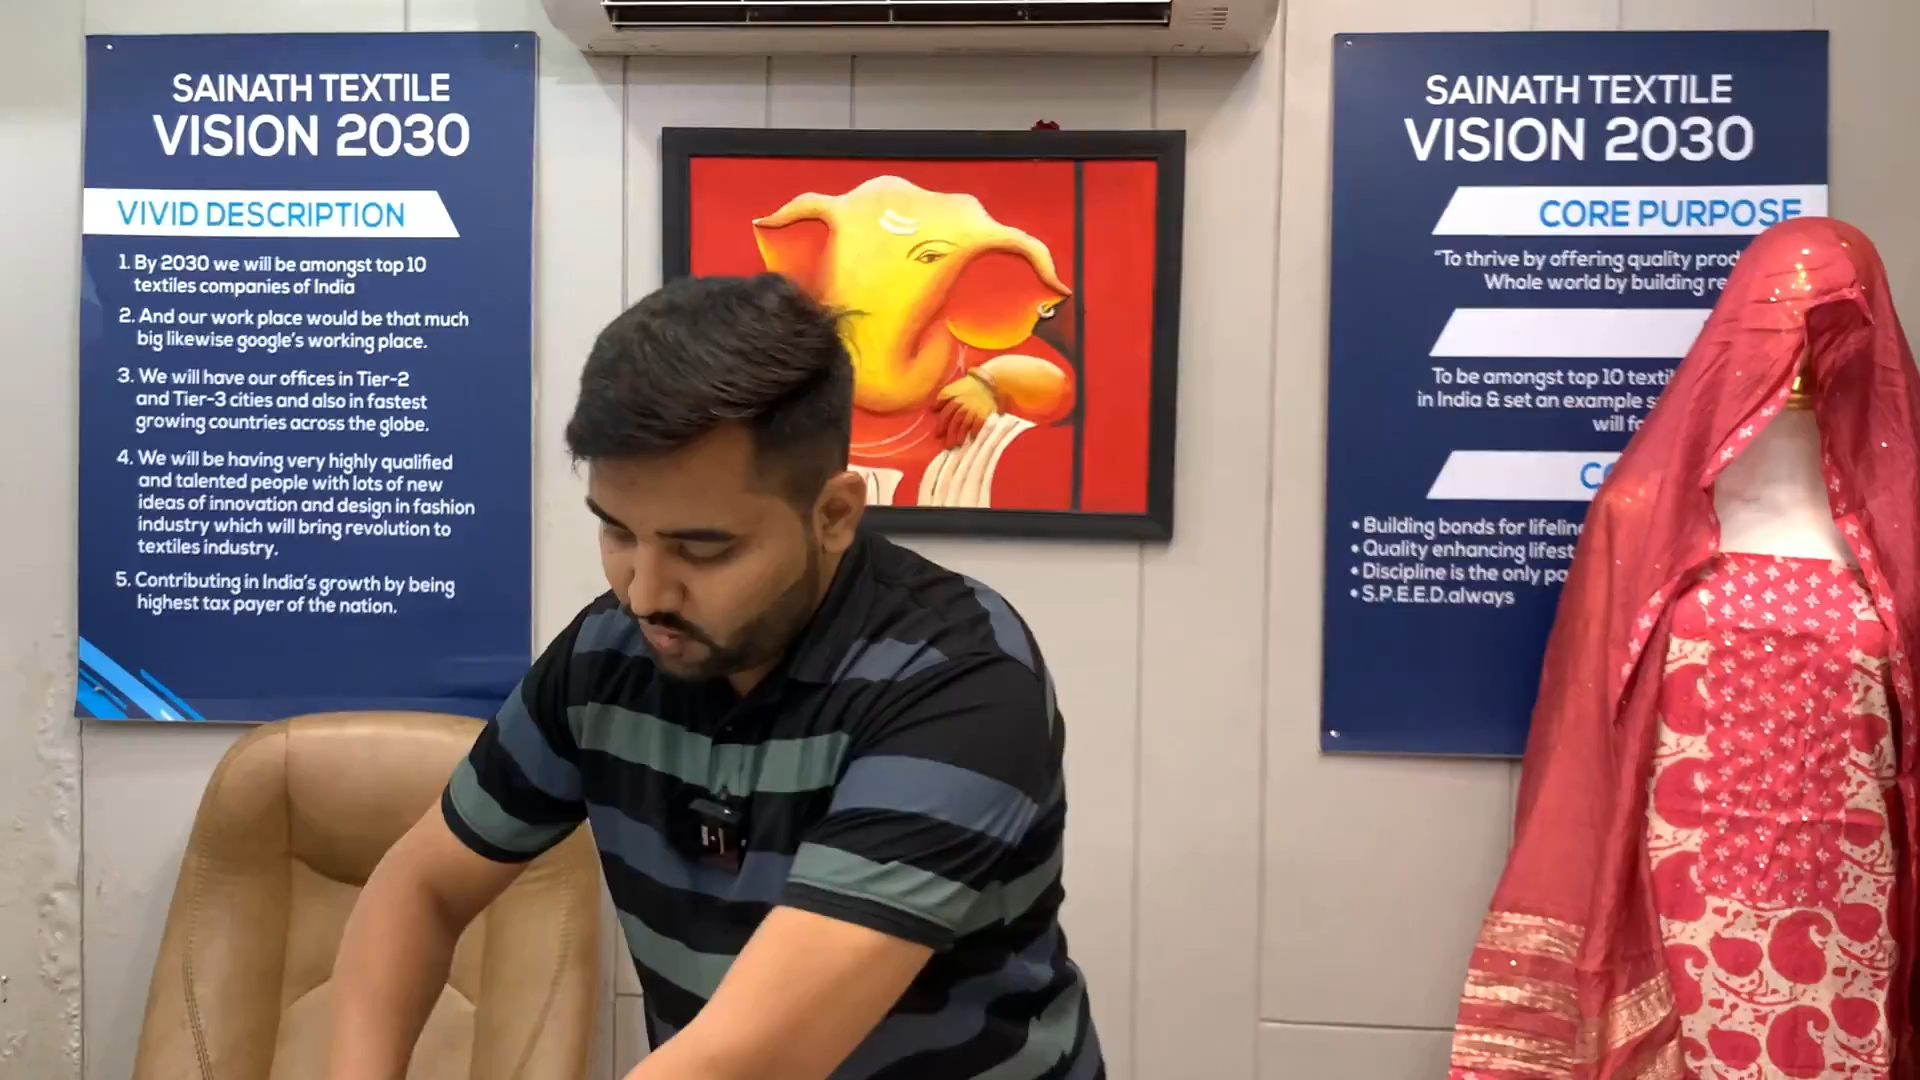 SAINATH TEXTILE
VISION 2030
VIVID DESCRIPTION
1. By 2030 we will be amongst top 10
textiles companies of India
2. And our work place would be that much
big likewise google's working place.
3. We will have our offices in Tier-2
and Tier-3 cities and also in fastest
growing countries across the globe.
4. We will be having very highly qualified
and talented people with lots of new
ideas of innovation and design in fashion
industry which will bring revolution to
textiles industry.
5. Contributing in India's growth by being
highest tax payer of the nation.
SAINATH TEXTILE
VISION 2030
CORE PURPOSE
"To thrive by offering quality
Whole world by building
To be amongst top 10
in India & set an example
will
• Building bonds for
• Quality enhancing
• Discipline is the only
• S.P.E.E.D.always